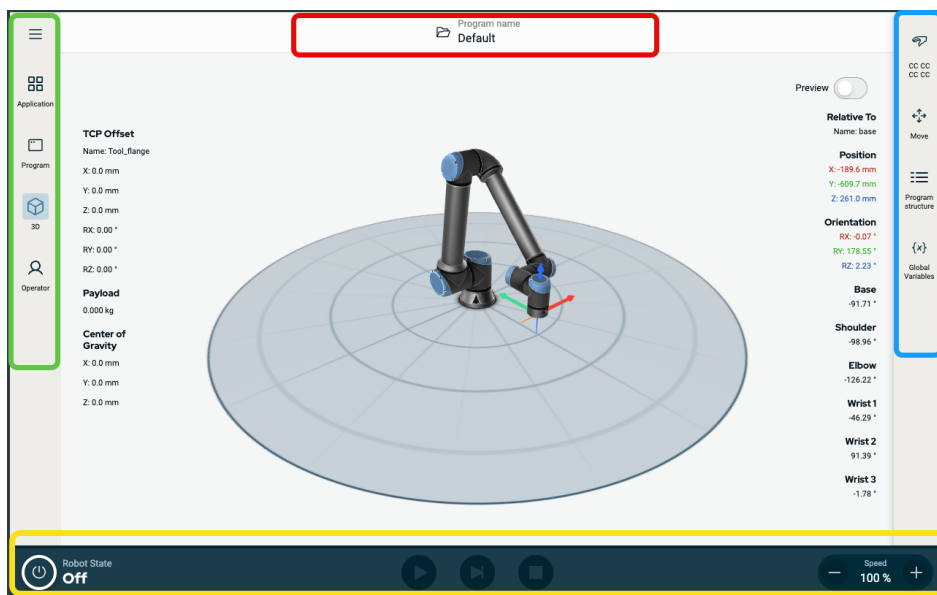 Program name
Default
Application
Program
3D
Operator
TCP Offset
Name: Tool_flange
X: 0.0 mm
Y: 0.0 mm
Z: 0.0 mm
RX: 0.00 °
RY: 0.00 °
RZ: 0.00 °
Payload
0.000 kg
Center of
Gravity
X: 0.0 mm
Y: 0.0 mm
Z: 0.0 mm
Preview
Relative To
Name: base
Position
X: -189.6 mm
Y: -609.7 mm
Z: 261.0 mm
Orientation
RX: -0.07 °
RY: 178.55 °
RZ: 2.23 °
Base
-91.71 °
Shoulder
-98.96 °
Elbow
-126.22 °
Wrist 1
-46.29 °
Wrist 2
91.39 °
Wrist 3
-1.78 °
CC CC
CC CC
Move
Program
structure
{x}
Global
Variables
Robot State
Off
Speed
100 %